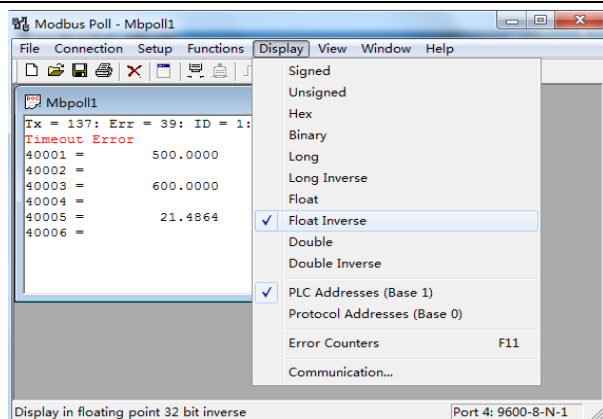 Modbus Poll - Mbpoll1
File Connection Setup Functions Display View Window Help
Mbpoll1
Tx = 137: Err = 39: ID = 1:
Timeout Error
40001 = 500.0000
40002 =
40003 = 600.0000
40004 =
40005 = 21.4864
40006 =
Signed
Unsigned
Hex
Binary
Long
Long Inverse
Float
Float Inverse
Double
Double Inverse
PLC Addresses (Base 1)
Protocol Addresses (Base 0)
Error Counters F11
Communication...
Display in floating point 32 bit inverse
Port 4: 9600-8-N-1